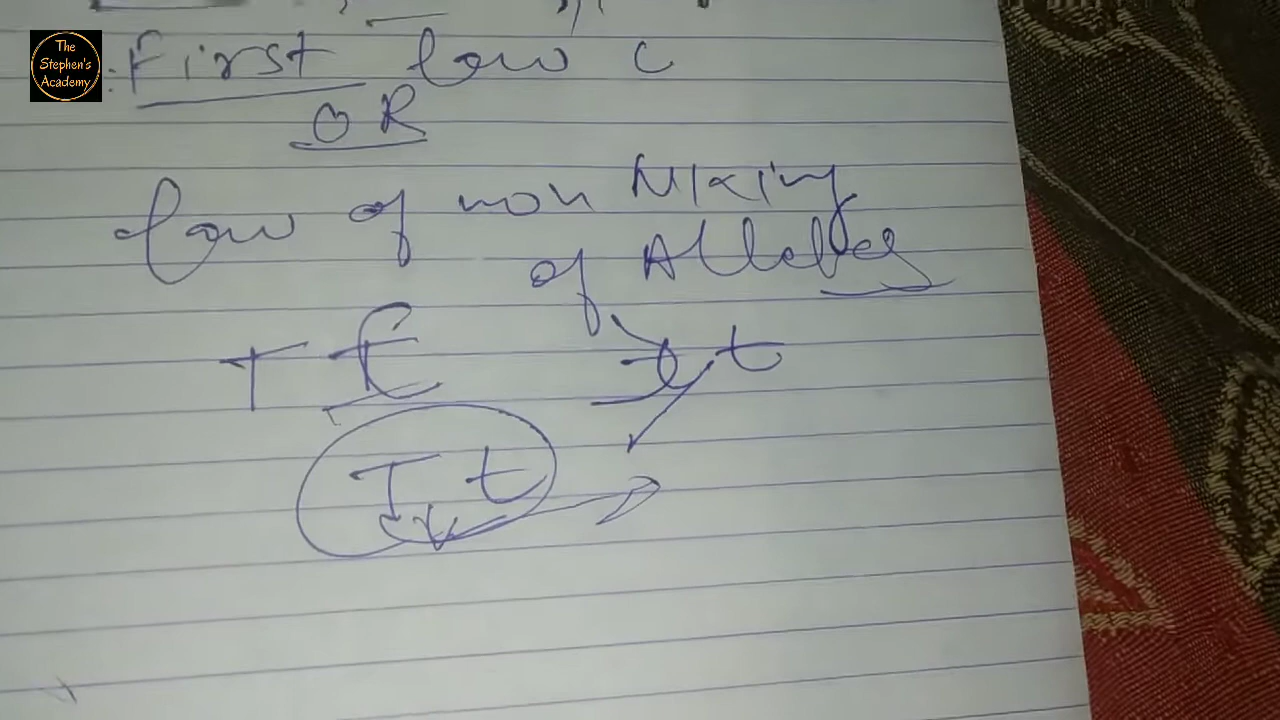 The
Stephen's
Academy
First law c
OR
law of non Mixing
of Alleles
T t
t t
T t